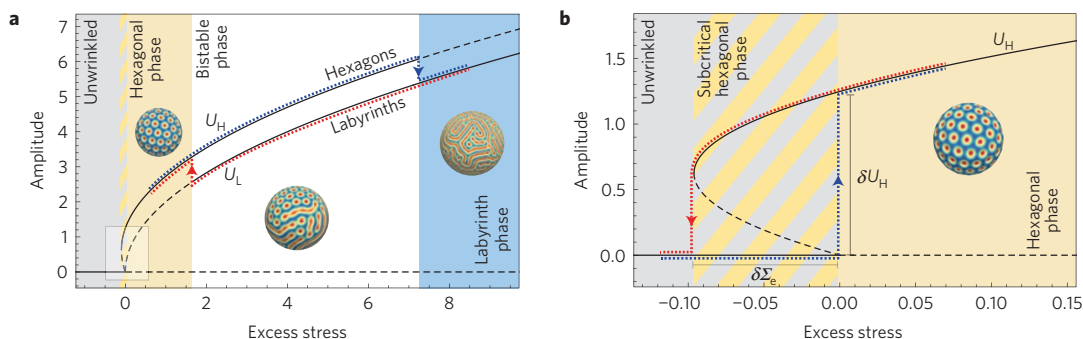 a
Unwrinkled
Hexagonal
phase
Bistable
phase
Hexagons
Labyrinths
U_H
U_L
Labyrinth
phase
Amplitude
7
6
5
4
3
2
1
0
0
2
4
6
8
Excess stress
b
Unwrinkled
Subcritical
hexagonal
phase
U_H
δU_H
δΣ_e
Hexagonal
phase
Amplitude
1.5
1.0
0.5
0.0
−0.10
−0.05
0.00
0.05
0.10
0.15
Excess stress